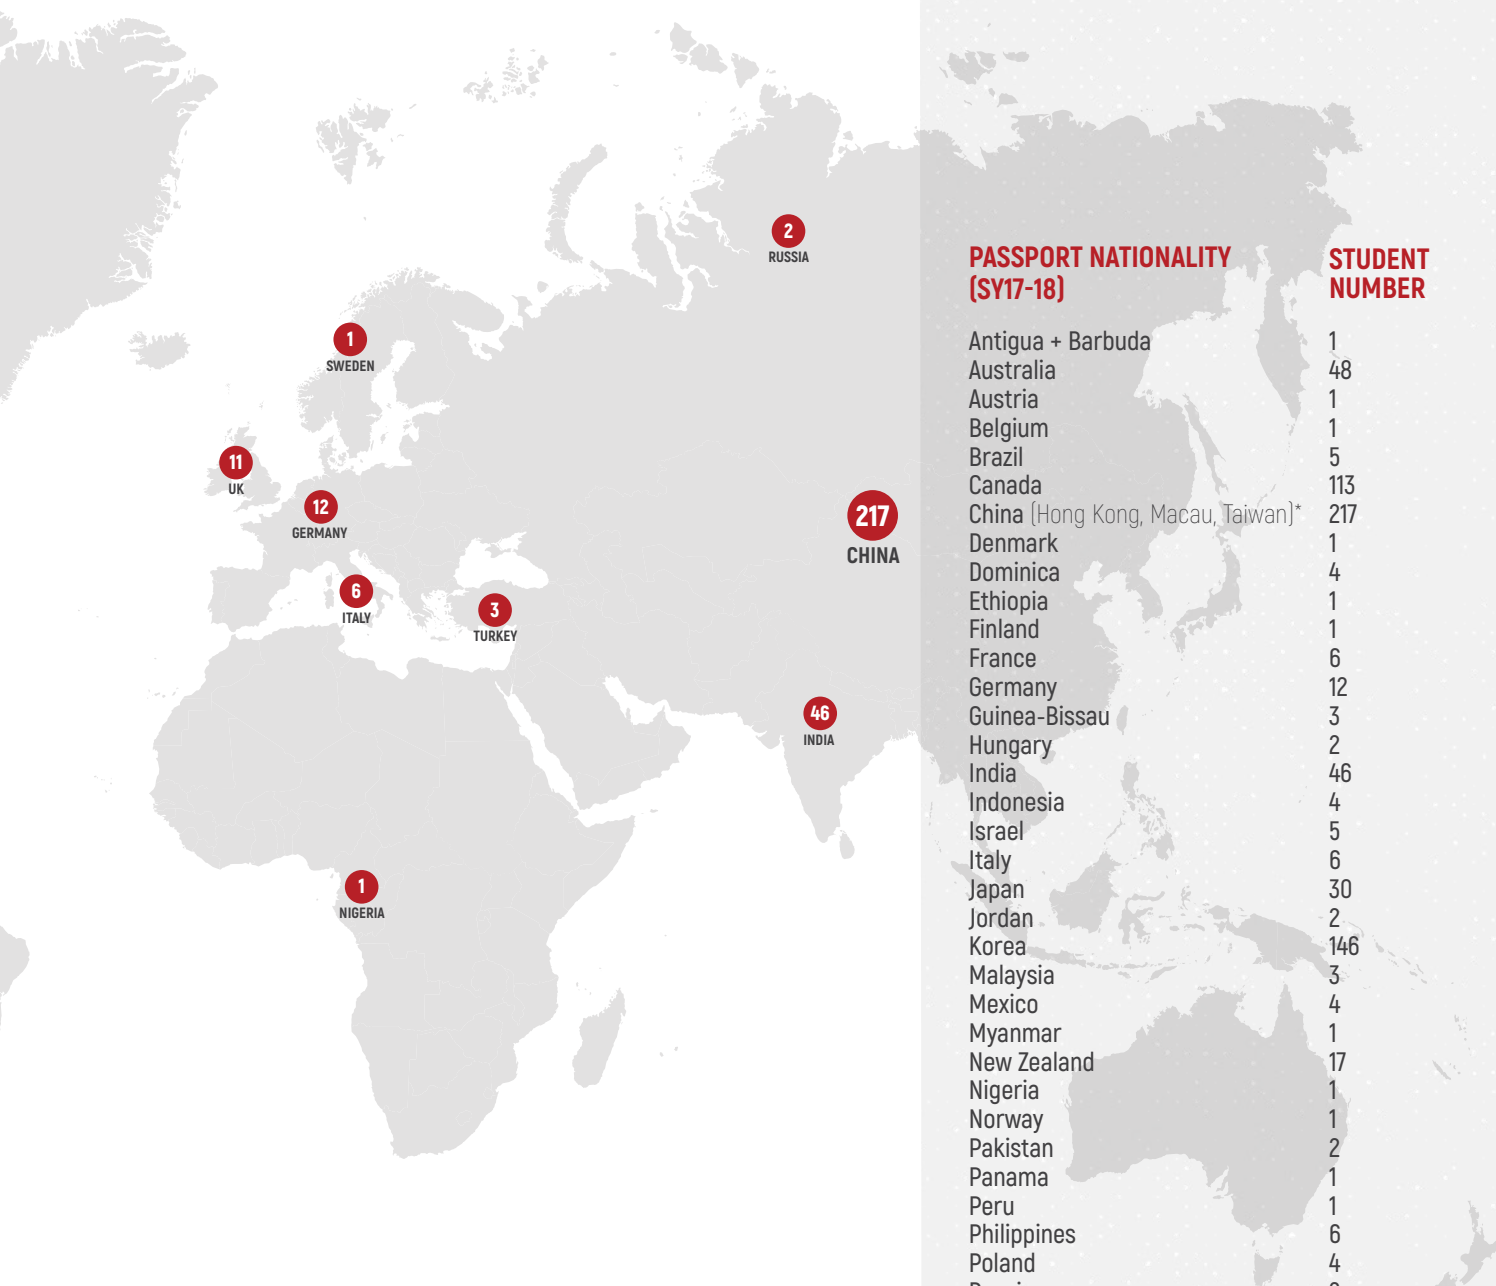 2
RUSSIA
1
SWEDEN
11
UK
12
GERMANY
217
CHINA
6
ITALY
3
TURKEY
46
INDIA
1
NIGERIA
PASSPORT NATIONALITY
(SY17-18)
STUDENT
NUMBER
Antigua + Barbuda 1
Australia 48
Austria 1
Belgium 1
Brazil 5
Canada 113
China (Hong Kong, Macau, Taiwan)* 217
Denmark 1
Dominica 4
Ethiopia 1
Finland 1
France 6
Germany 12
Guinea-Bissau 3
Hungary 2
India 46
Indonesia 4
Israel 5
Italy 6
Japan 30
Jordan 2
Korea 146
Malaysia 3
Mexico 4
Myanmar 1
New Zealand 17
Nigeria 1
Norway 1
Pakistan 2
Panama 1
Peru 1
Philippines 6
Poland 4